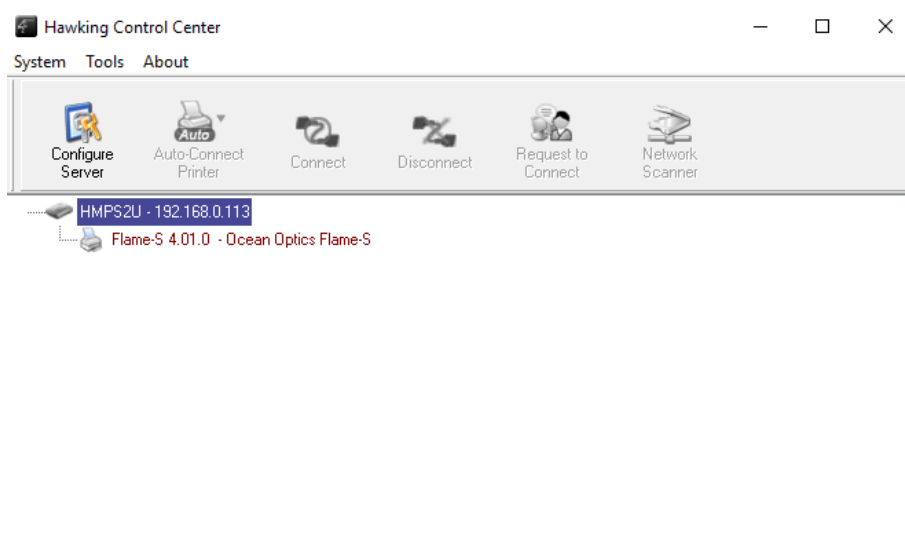 Hawking Control Center
System Tools About
Configure Server
Auto
Auto-Connect Printer
Connect
Disconnect
Request to Connect
Network Scanner
HMPS2U - 192.168.0.113
Flame-S 4.01.0 - Ocean Optics Flame-S